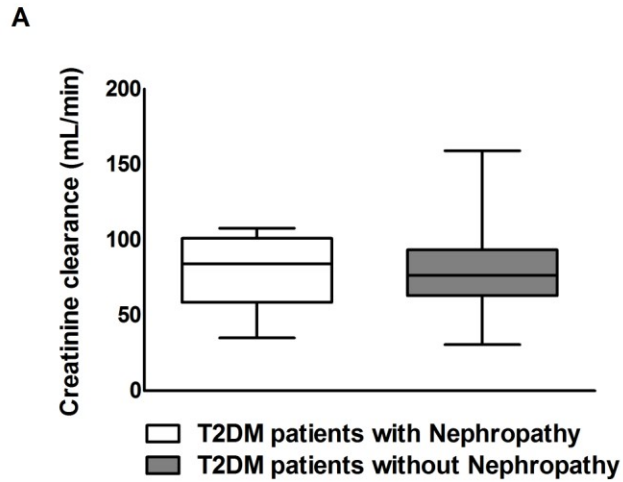 A
Creatinine clearance (mL/min)
200
150
100
50
0
T2DM patients with Nephropathy
T2DM patients without Nephropathy